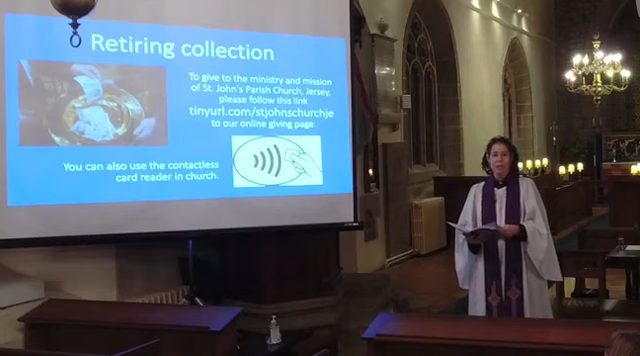 Retiring collection
To give to the ministry and mission
of St. John's Parish Church, Jersey,
please follow this link
tinyurl.com/stjohnschurchje
to our online giving page.
You can also use the contactless
card reader in church.